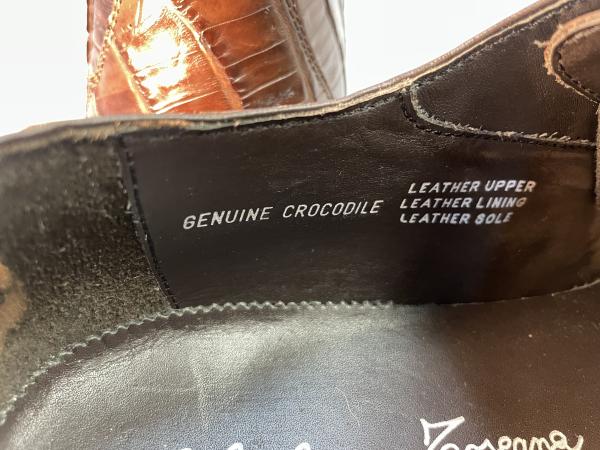 GENUINE CROCODILE
LEATHER UPPER
LEATHER LINING
LEATHER SOLE